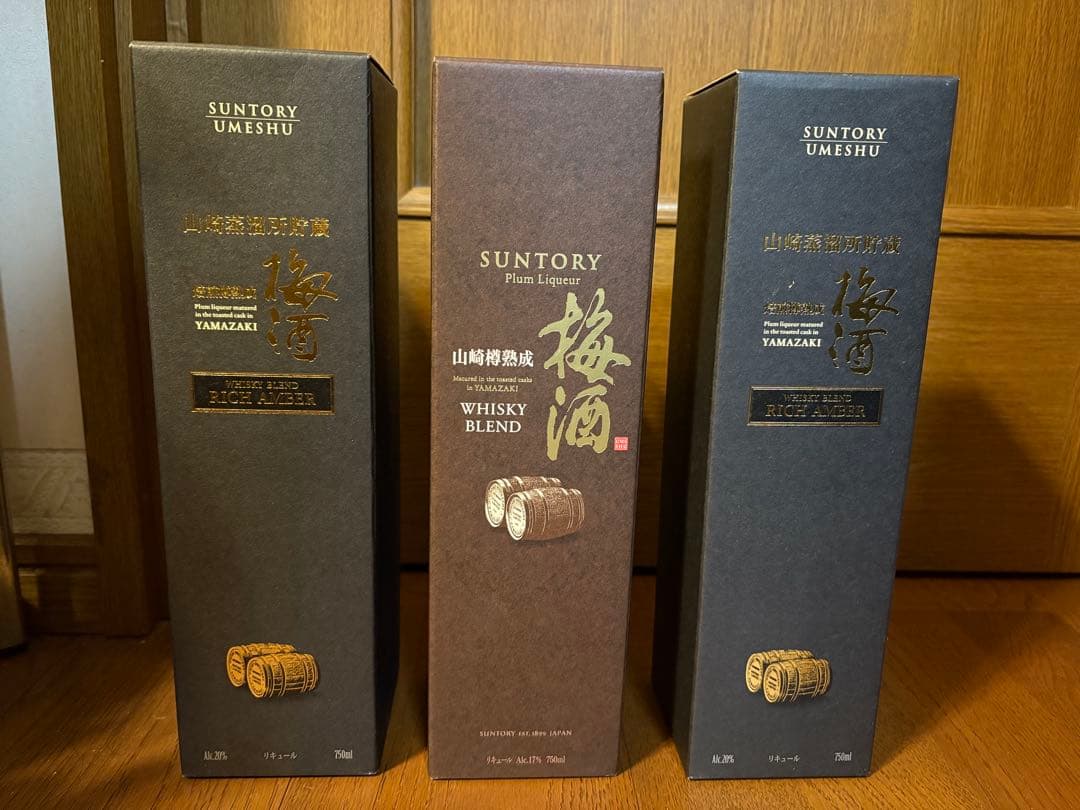 SUNTORY
UMESHU
山崎蒸溜所貯蔵
焙煎樽熟成
梅酒
Plum liqueur matured
in the toasted cask in
YAMAZAKI
WHISKY BLEND
RICH AMBER
Alc.20%
リキュール
750ml
SUNTORY
Plum Liqueur
梅酒
山崎樽熟成
Matured in the toasted casks
in YAMAZAKI
WHISKY
BLEND
SUNTORY EST.1899 JAPAN
リキュール Alc.17% 750ml
SUNTORY
UMESHU
山崎蒸溜所貯蔵
焙煎樽熟成
梅酒
Plum liqueur matured
in the toasted cask in
YAMAZAKI
WHISKY BLEND
RICH AMBER
Alc.20%
リキュール
750ml